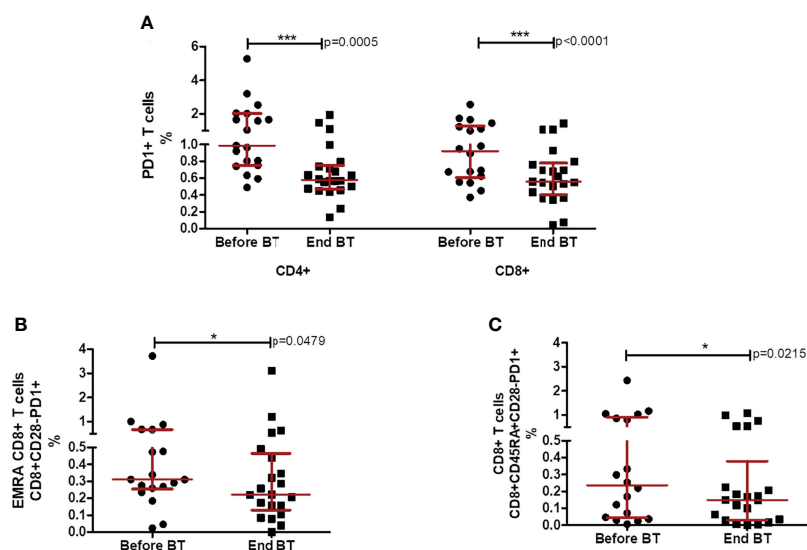 A
PD1+ T cells
%
6
4
2
1.0
0.8
0.6
0.4
0.2
0.0
***
p=0.0005
***
p<0.0001
Before BT
End BT
Before BT
End BT
CD4+
CD8+
B
EMRA CD8+ T cells
CD8+CD28-PD1+
%
4
3
2
1
0.5
0.4
0.3
0.2
0.1
0.0
*
p=0.0479
Before BT
End BT
C
CD8+ T cells
CD8+CD45RA+CD28-PD1+
%
4
3
2
1
0.5
0.4
0.3
0.2
0.1
0.0
*
p=0.0215
Before BT
End BT